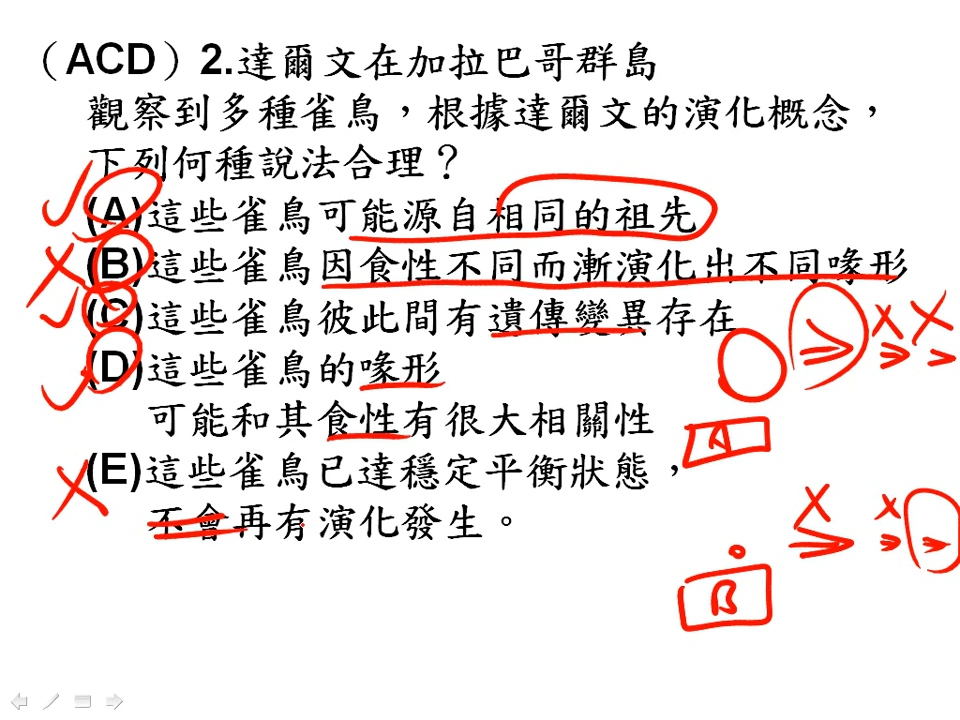 （ACD）2.達爾文在加拉巴哥群島
觀察到多種雀鳥，根據達爾文的演化概念，
下列何種說法合理？
(A)這些雀鳥可能源自相同的祖先
(B)這些雀鳥因食性不同而漸演化出不同喙形
(C)這些雀鳥彼此間有遺傳變異存在
(D)這些雀鳥的喙形
可能和其食性有很大相關性
A
(E)這些雀鳥已達穩定平衡狀態，
不會再有演化發生。
B